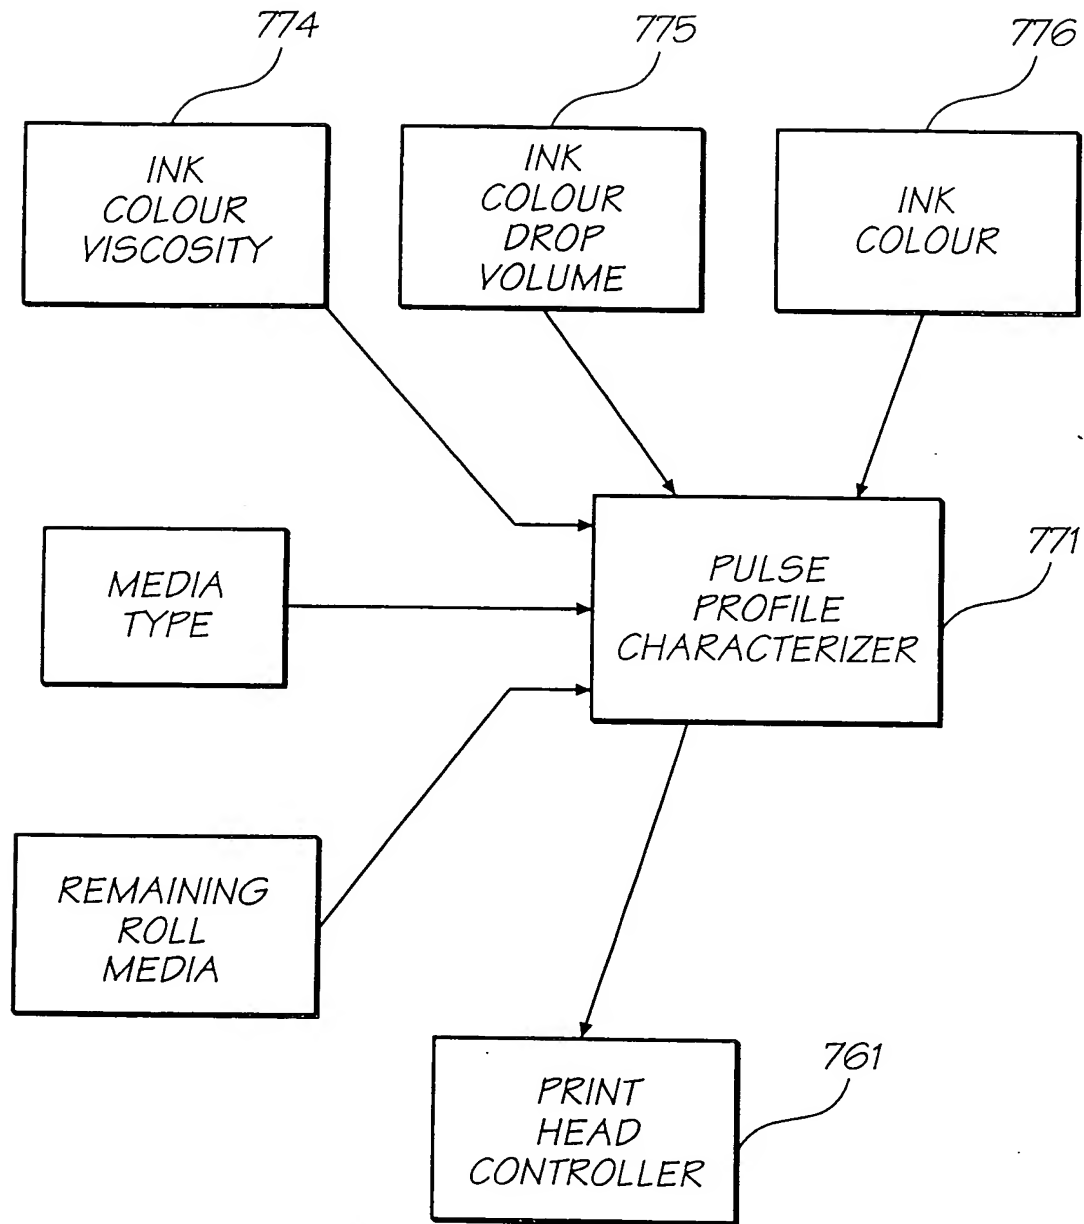 774
775
776
INK
COLOUR
VISCOSITY
INK
COLOUR
DROP
VOLUME
INK
COLOUR
MEDIA
TYPE
PULSE
PROFILE
CHARACTERIZER
771
REMAINING
ROLL
MEDIA
PRINT
HEAD
CONTROLLER
761